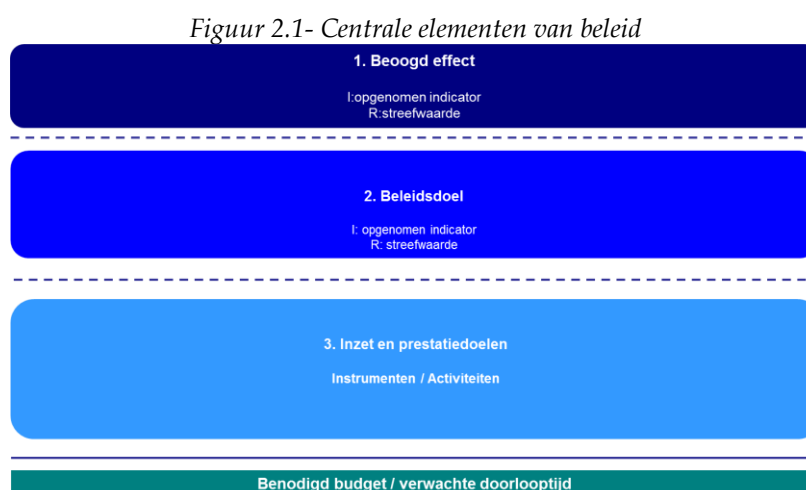 Figuur 2.1- Centrale elementen van beleid
1. Beoogd effect
I:opgenomen indicator
R:streefwaarde
2. Beleidsdoel
I: opgenomen indicator
R: streefwaarde
3. Inzet en prestatiedoelen
Instrumenten / Activiteiten
Benodigd budget / verwachte doorlooptijd